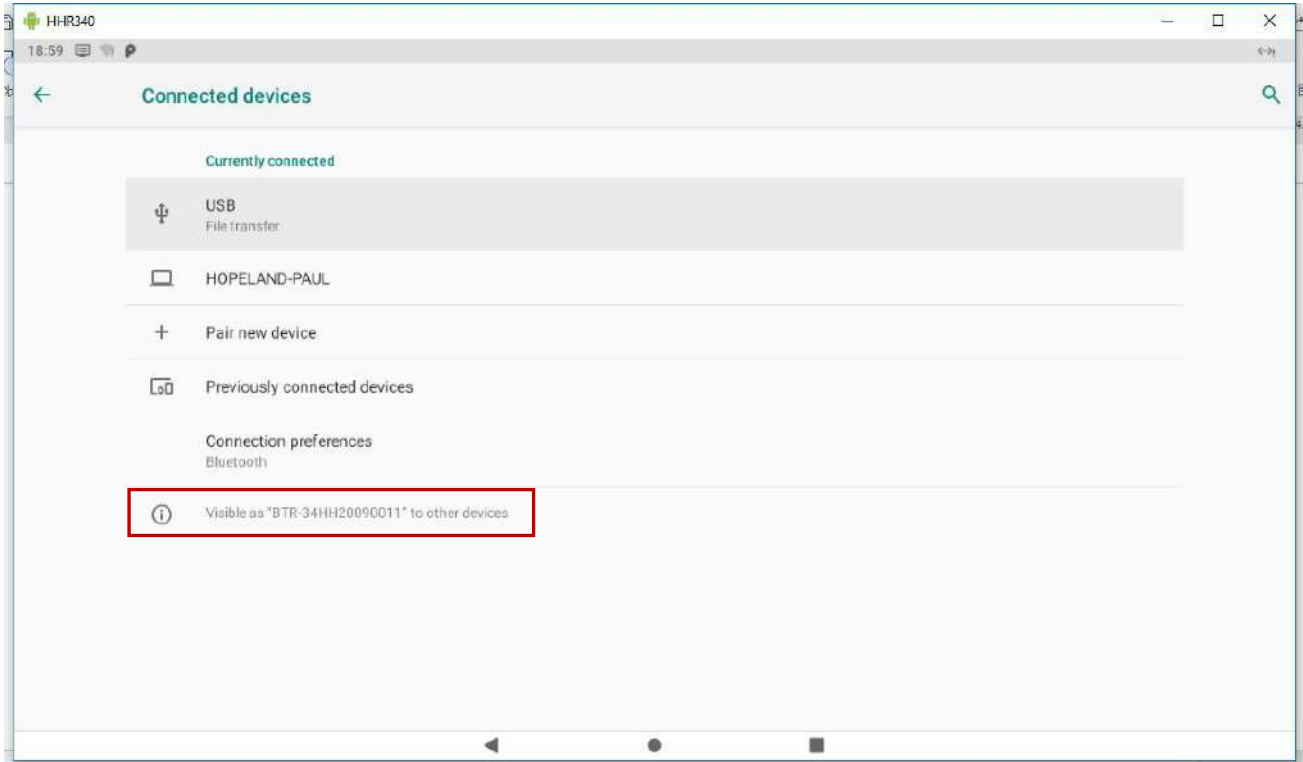 HHR340
18:59
Connected devices
Currently connected
USB
File transfer
HOPELAND-PAUL
Pair new device
Previously connected devices
Connection preferences
Bluetooth
Visible as "BTR-34HH20090011" to other devices